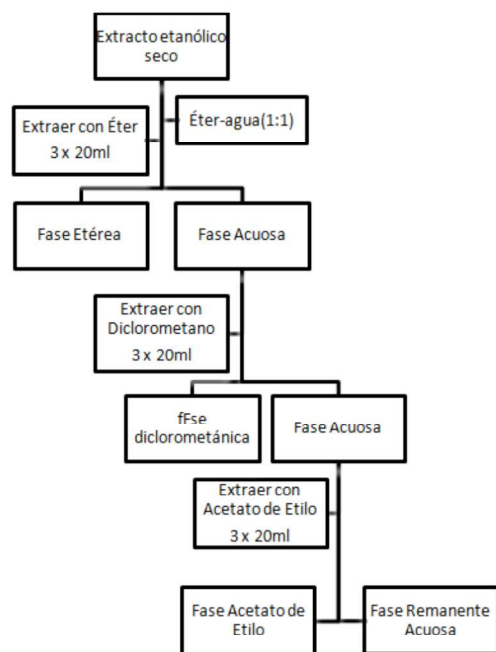 Extracto etanólico
seco
Éter-agua(1:1)
Extraer con Éter
3 x 20ml
Fase Etérea
Fase Acuosa
Extraer con
Diclorometano
3 x 20ml
fFse
diclorometánica
Fase Acuosa
Extraer con
Acetato de Etilo
3 x 20ml
Fase Acetato de
Etilo
Fase Remanente
Acuosa